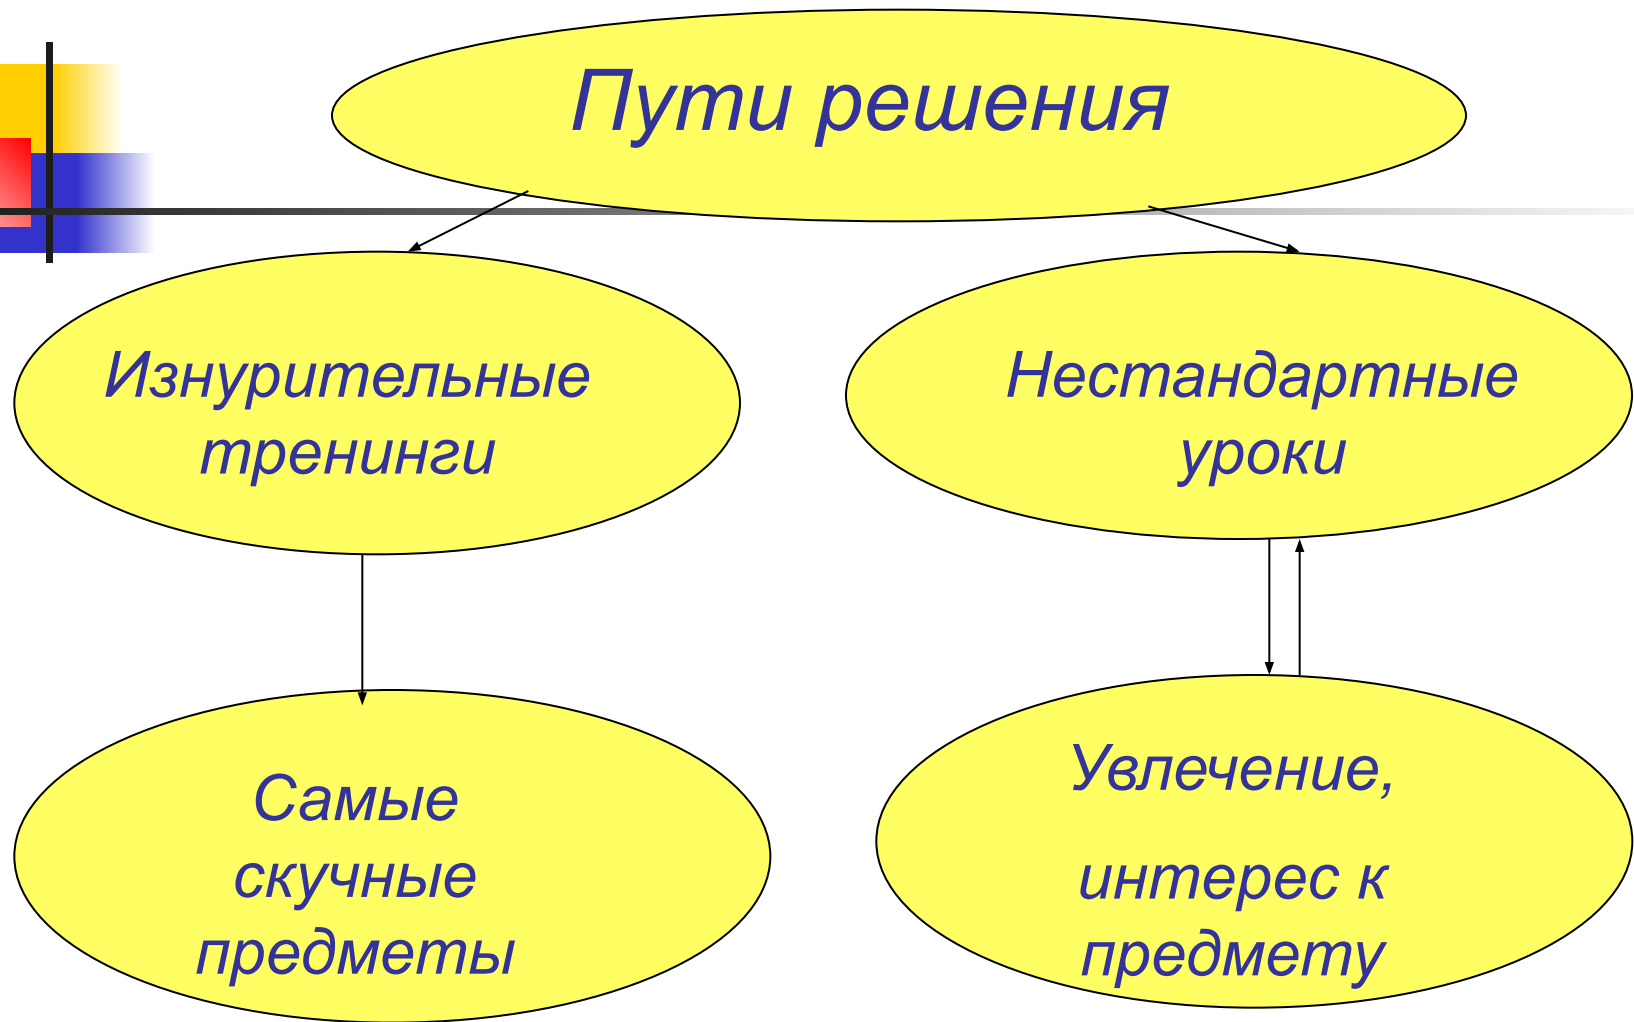 Пути решения
Изнурительные
тренинги
Нестандартные
уроки
Самые
скучные
предметы
Увлечение,
интерес к
предмету